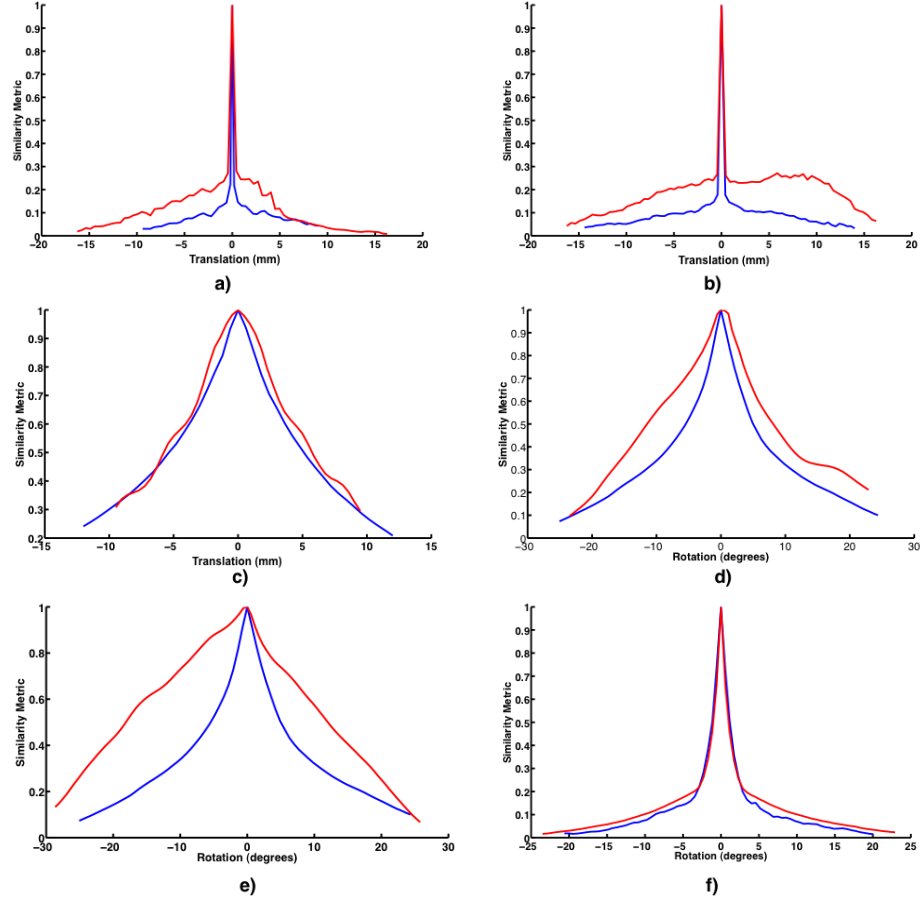 1
0.9
0.8
0.7
0.6
0.5
0.4
0.3
0.2
0.1
0
−20 −15 −10 −5 0 5 10 15 20
Similarity Metric
Translation (mm)
a)
1
0.9
0.8
0.7
0.6
0.5
0.4
0.3
0.2
0.1
0
−20 −15 −10 −5 0 5 10 15 20
Similarity Metric
Translation (mm)
b)
1
0.9
0.8
0.7
0.6
0.5
0.4
0.3
0.2
−15 −10 −5 0 5 10 15
Similarity Metric
Translation (mm)
c)
1
0.9
0.8
0.7
0.6
0.5
0.4
0.3
0.2
0.1
0
−30 −20 −10 0 10 20 30
Similarity Metric
Rotation (degrees)
d)
1
0.8
0.6
0.4
0.2
0
−30 −20 −10 0 10 20 30
Similarity Metric
Rotation (degrees)
e)
1
0.9
0.8
0.7
0.6
0.5
0.4
0.3
0.2
0.1
0
−25 −20 −15 −10 −5 0 5 10 15 20 25
Similarity Metric
Rotation (degrees)
f)